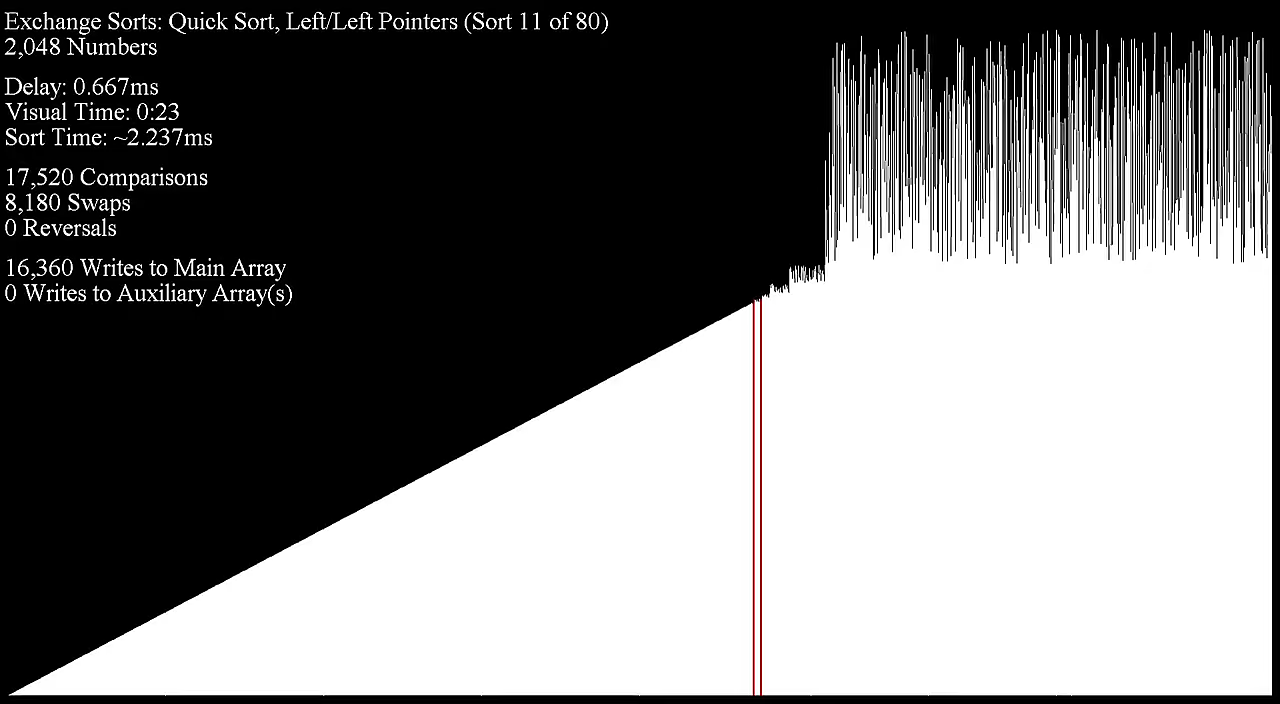 Exchange Sorts: Quick Sort, Left/Left Pointers (Sort 11 of 80)
2,048 Numbers
Delay: 0.667ms
Visual Time: 0:23
Sort Time: ~2.237ms
17,520 Comparisons
8,180 Swaps
0 Reversals
16,360 Writes to Main Array
0 Writes to Auxiliary Array(s)